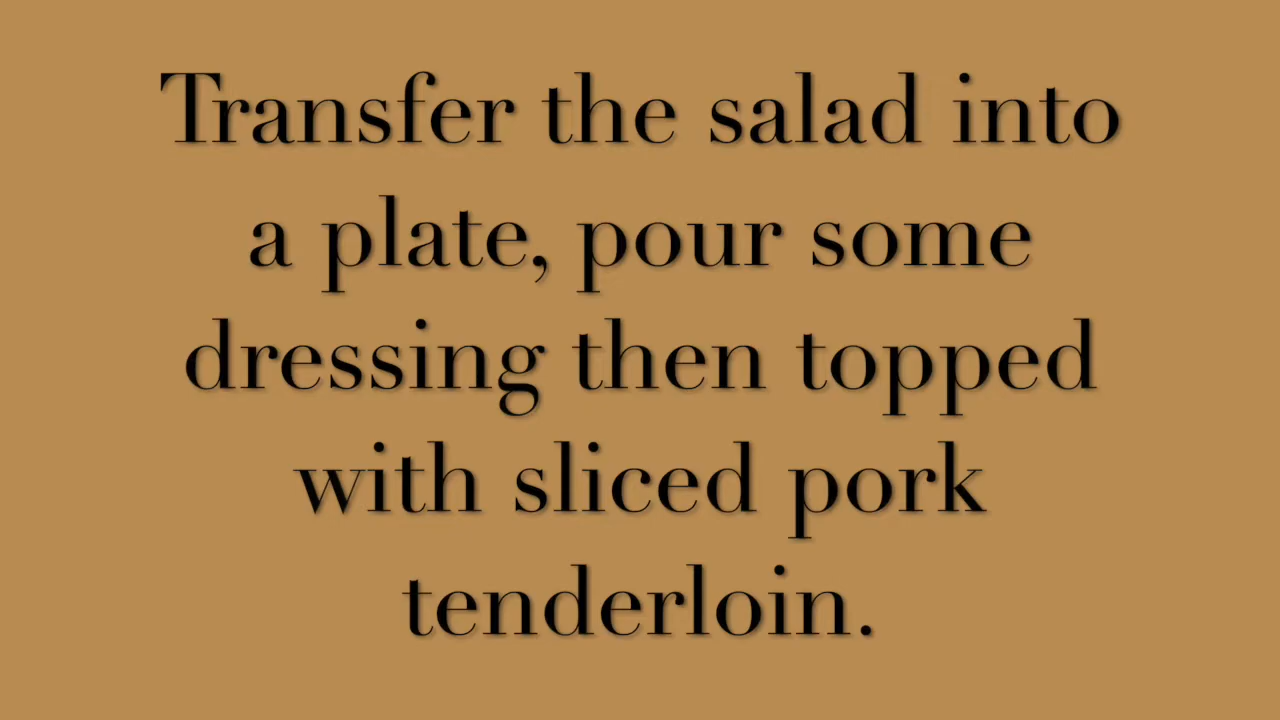 Transfer the salad into
a plate, pour some
dressing then topped
with sliced pork
tenderloin.